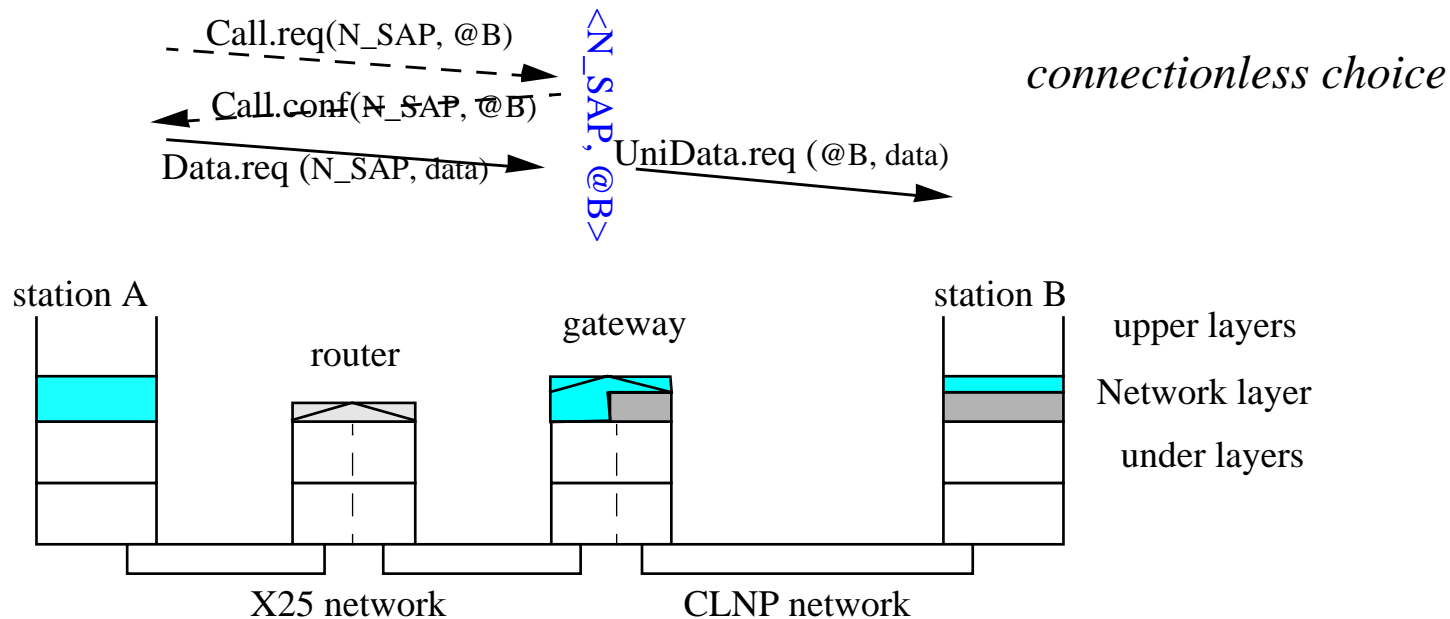 Call.req(N_SAP, @B)
<N_SAP, @B>
connectionless choice
Call.conf(N_SAP, @B)
Data.req (N_SAP, data)
UniData.req (@B, data)
station A
router
gateway
station B
upper layers
Network layer
under layers
X25 network
CLNP network